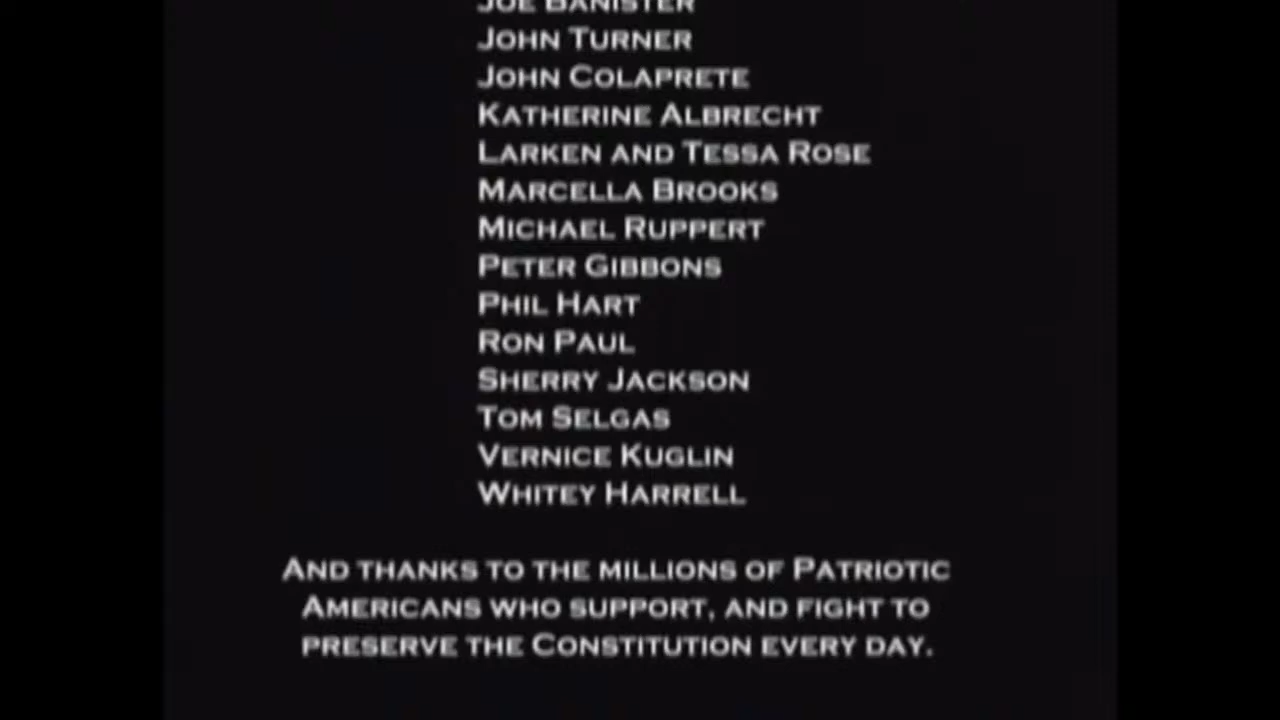 JOE BANISTER
JOHN TURNER
JOHN COLAPRETE
KATHERINE ALBRECHT
LARKEN AND TESSA ROSE
MARCELLA BROOKS
MICHAEL RUPPERT
PETER GIBBONS
PHIL HART
RON PAUL
SHERRY JACKSON
TOM SELGAS
VERNICE KUGLIN
WHITEY HARRELL
AND THANKS TO THE MILLIONS OF PATRIOTIC
AMERICANS WHO SUPPORT, AND FIGHT TO
PRESERVE THE CONSTITUTION EVERY DAY.